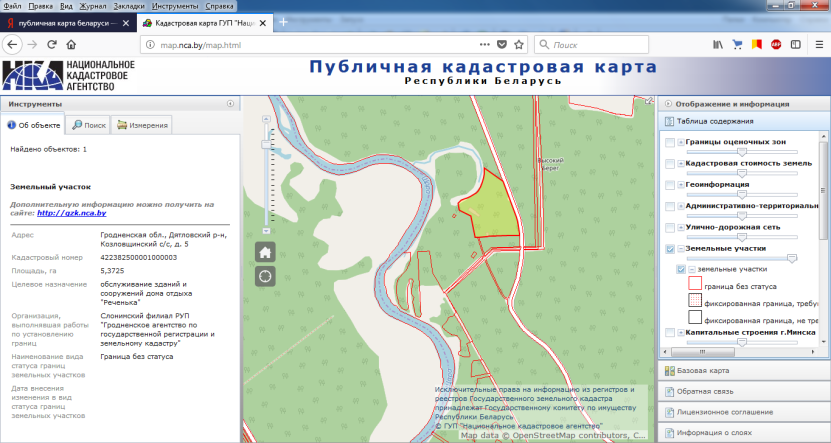 Файл Правка Вид Журнал Закладки Инструменты Справка
публичная карта беларуси —
Кадастровая карта ГУП "Наци
map.nca.by/map.html
Поиск
НАЦИОНАЛЬНОЕ
КАДАСТРОВОЕ
АГЕНТСТВО
Публичная кадастровая карта
Республики Беларусь
Инструменты
Об объекте
Поиск
Измерения
Найдено объектов: 1
Земельный участок
Дополнительную информацию можно получить на
сайте: http://gzk.nca.by
Адрес
Гродненская обл., Дятловский р-н,
Козловщинский с/с, д. 5
Кадастровый номер
422382500001000003
Площадь, га
5,3725
Целевое назначение
обслуживание зданий и
сооружений дома отдыха
"Реченька"
Организация,
выполнявшая работы
по установлению
границ
Слонимский филиал РУП
"Гродненское агентство по
государственной регистрации и
земельному кадастру"
Наименование вида
статуса границ
земельных участков
Граница без статуса
Дата внесения
изменения в вид
статуса границ
земельных участков
Высокий
берег
Исключительные права на информацию из регистров и
реестров Государственного земельного кадастра
принадлежат Государственному комитету по имуществу
Республики Беларусь
© ГУП "Национальное кадастровое агентство"
Map data © OpenStreetMap contributors, C...
Отображение и информация
Таблица содержания
Границы оценочных зон
Кадастровая стоимость земель
Геоинформация
Административно-территориальн
Улично-дорожная сеть
Земельные участки
земельные участки
граница без статуса
фиксированная граница, требу
фиксированная граница, не тре
Капитальные строения г.Минска
Базовая карта
Обратная связь
Лицензионное соглашение
Информация о слоях